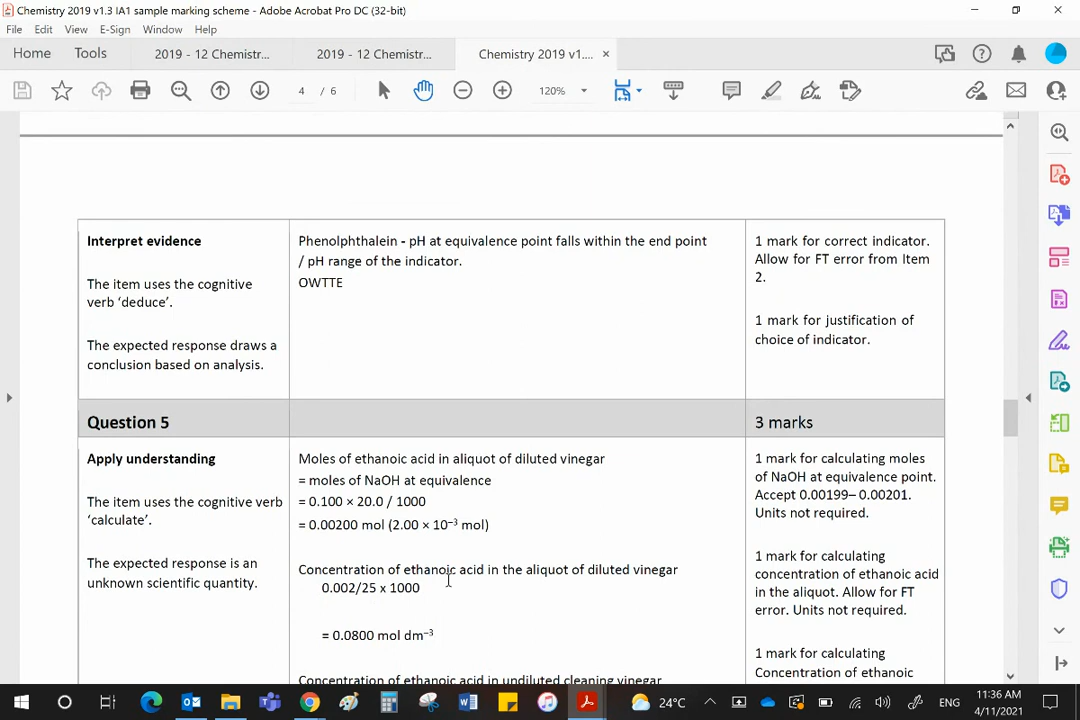 Chemistry 2019 v1.3 IA1 sample marking scheme - Adobe Acrobat Pro DC (32-bit)
File Edit View E-Sign Window Help
Home Tools 2019 - 12 Chemistr... 2019 - 12 Chemistr... Chemistry 2019 v1.... ×
4 / 6 120%
Interpret evidence
The item uses the cognitive
verb ‘deduce’.
The expected response draws a
conclusion based on analysis.
Phenolphthalein - pH at equivalence point falls within the end point
/ pH range of the indicator.
OWTTE
1 mark for correct indicator.
Allow for FT error from Item
2.
1 mark for justification of
choice of indicator.
Question 5
3 marks
Apply understanding
The item uses the cognitive verb
‘calculate’.
The expected response is an
unknown scientific quantity.
Moles of ethanoic acid in aliquot of diluted vinegar
= moles of NaOH at equivalence
= 0.100 × 20.0 / 1000
= 0.00200 mol (2.00 × 10⁻³ mol)
Concentration of ethanoic acid in the aliquot of diluted vinegar
0.002/25 x 1000
= 0.0800 mol dm⁻³
Concentration of ethanoic acid in undiluted cleaning vinegar
1 mark for calculating moles
of NaOH at equivalence point.
Accept 0.00199– 0.00201.
Units not required.
1 mark for calculating
concentration of ethanoic acid
in the aliquot. Allow for FT
error. Units not required.
1 mark for calculating
Concentration of ethanoic
24°C ENG
11:36 AM
4/11/2021